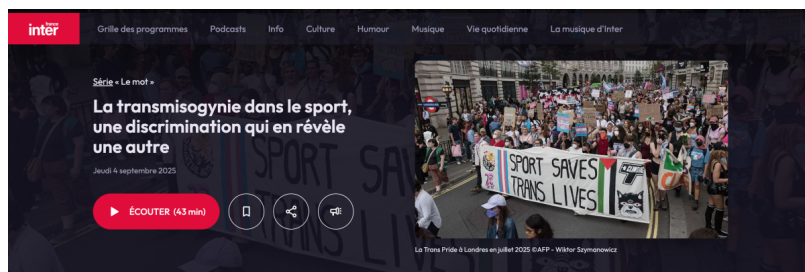 france
inter
Grille des programmes
Podcasts
Info
Culture
Humour
Musique
Vie quotidienne
La musique d'Inter
Série « Le mot »
La transmisogynie dans le sport,
une discrimination qui en révèle
une autre
Jeudi 4 septembre 2025
ÉCOUTER (43 min)
SPORT SAVES
TRANS LIVES
La Trans Pride à Londres en juillet 2025 ©AFP - Wiktor Szymanowicz